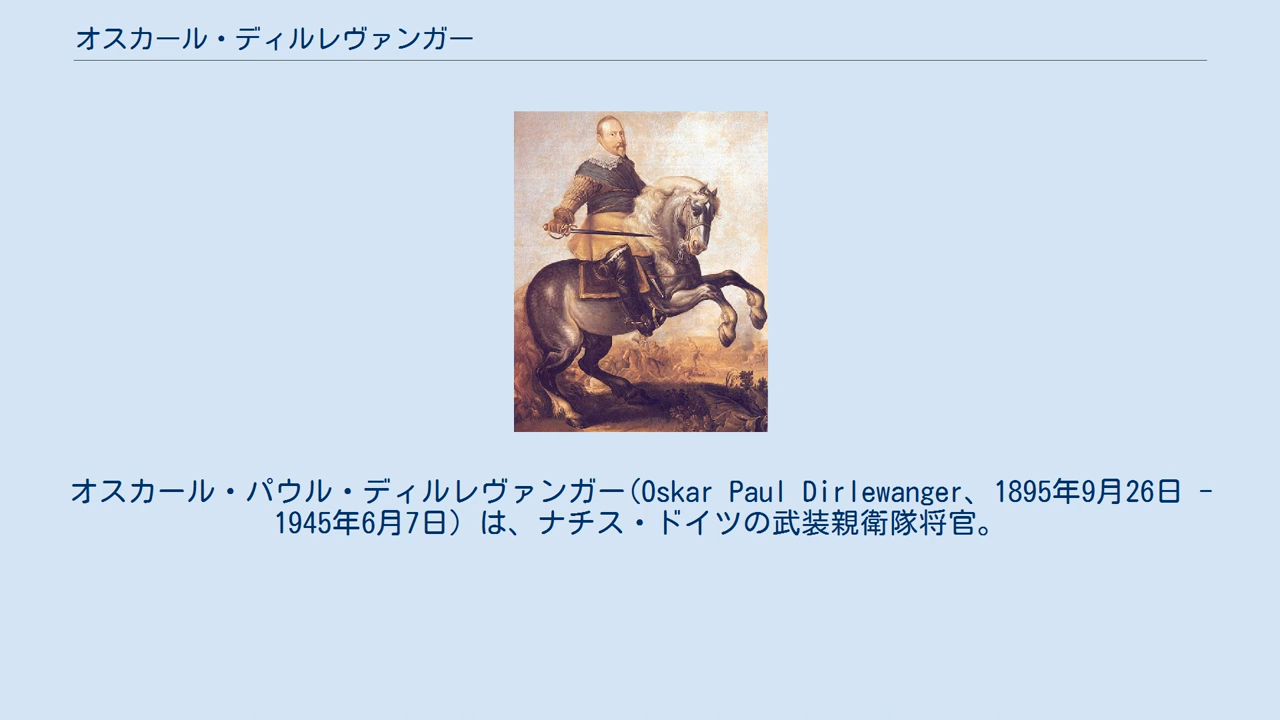 オスカール・ディルレヴァンガー
オスカール・パウル・ディルレヴァンガー(Oskar Paul Dirlewanger、1895年9月26日 -
1945年6月7日) は、ナチス・ドイツの武装親衛隊将官。